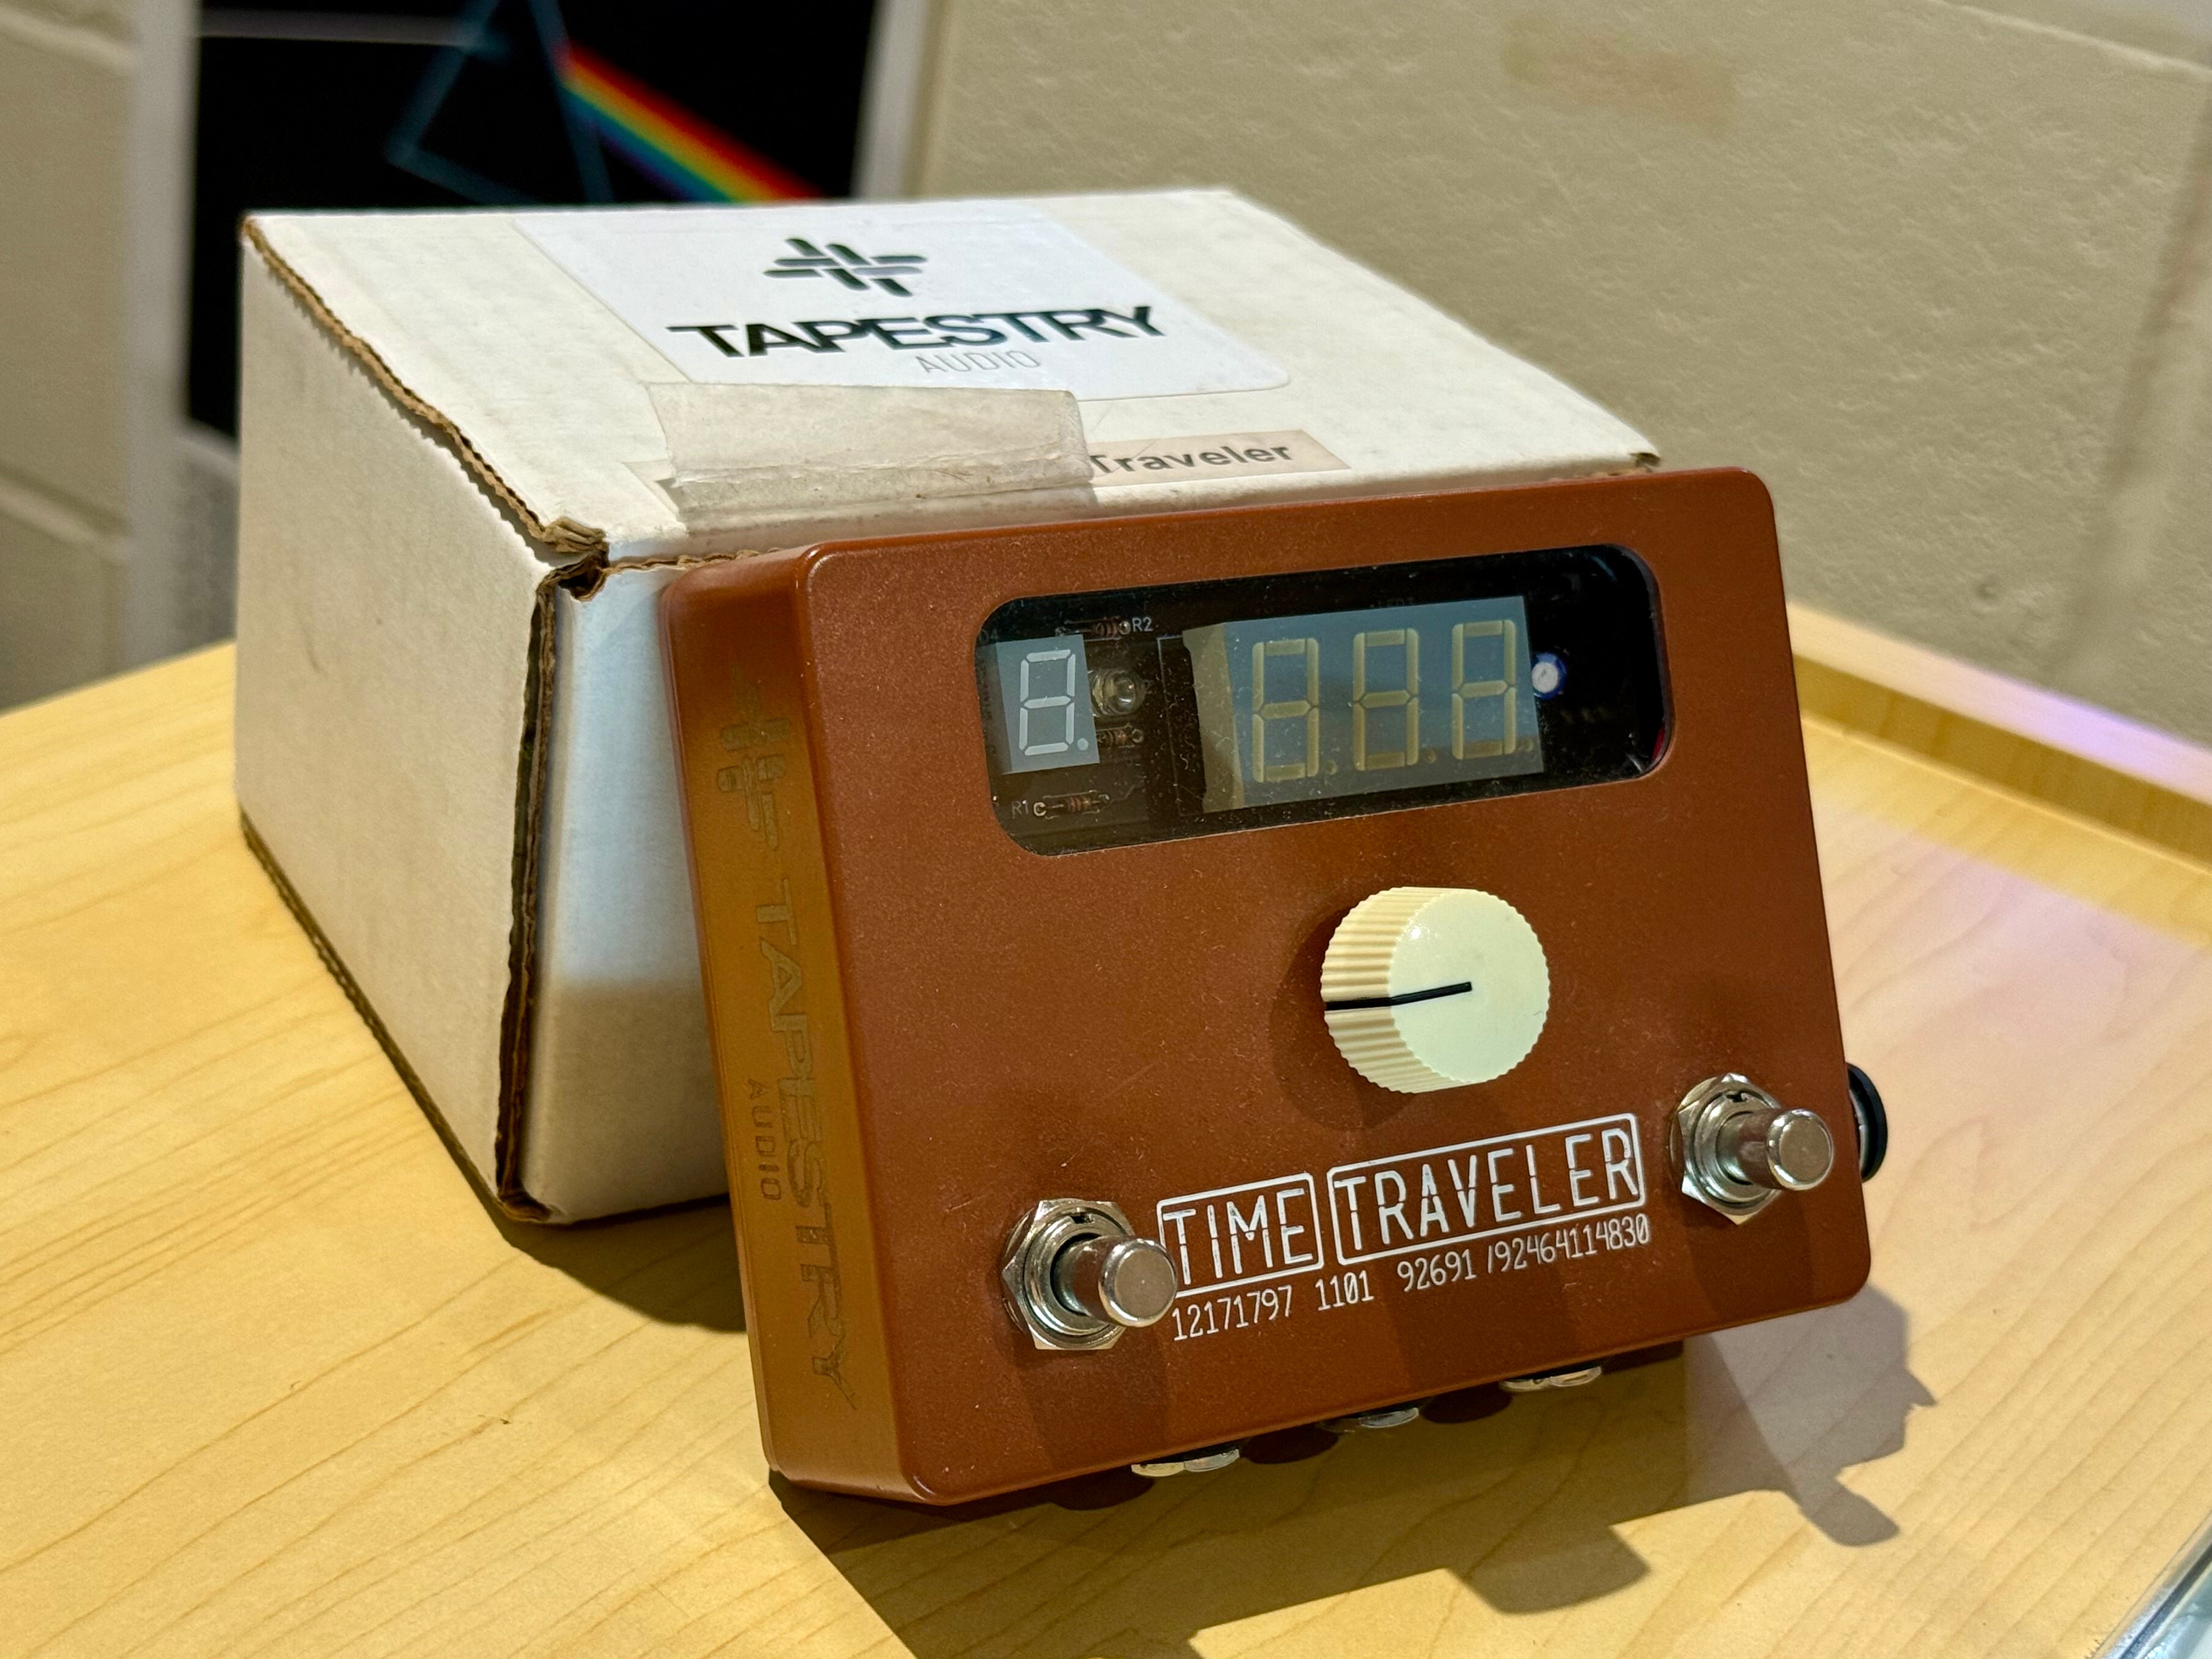 TAPESTRY
AUDIO
Traveler
R2
R1
TAPESTRY
AUDIO
TIME TRAVELER
12171797 1101 92691 /92464114830